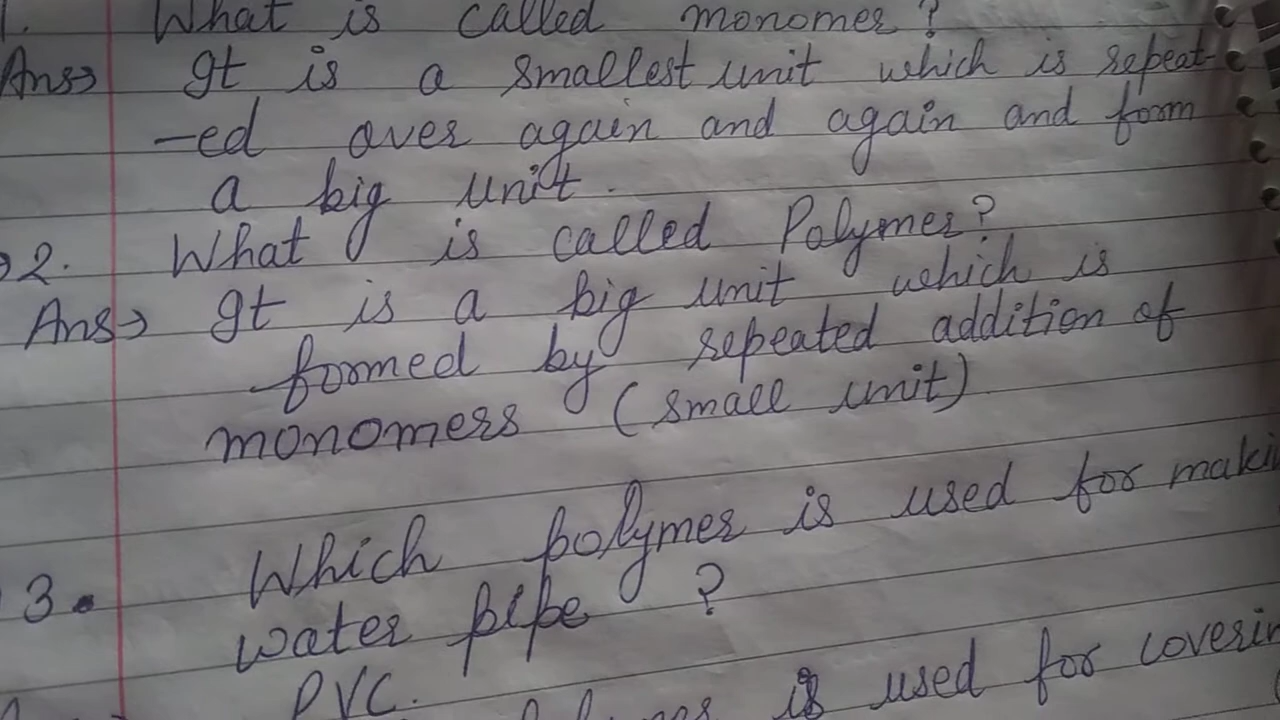 1. What is called monomer?
Ans→ It is a smallest unit which is repeat-
-ed over again and again and form
a big unit.
2. What is called Polymer?
Ans→ It is a big unit which is
formed by repeated addition of
monomers (small unit)
3. Which polymer is used for maki
water pipe ?
PVC.
is used for coverin